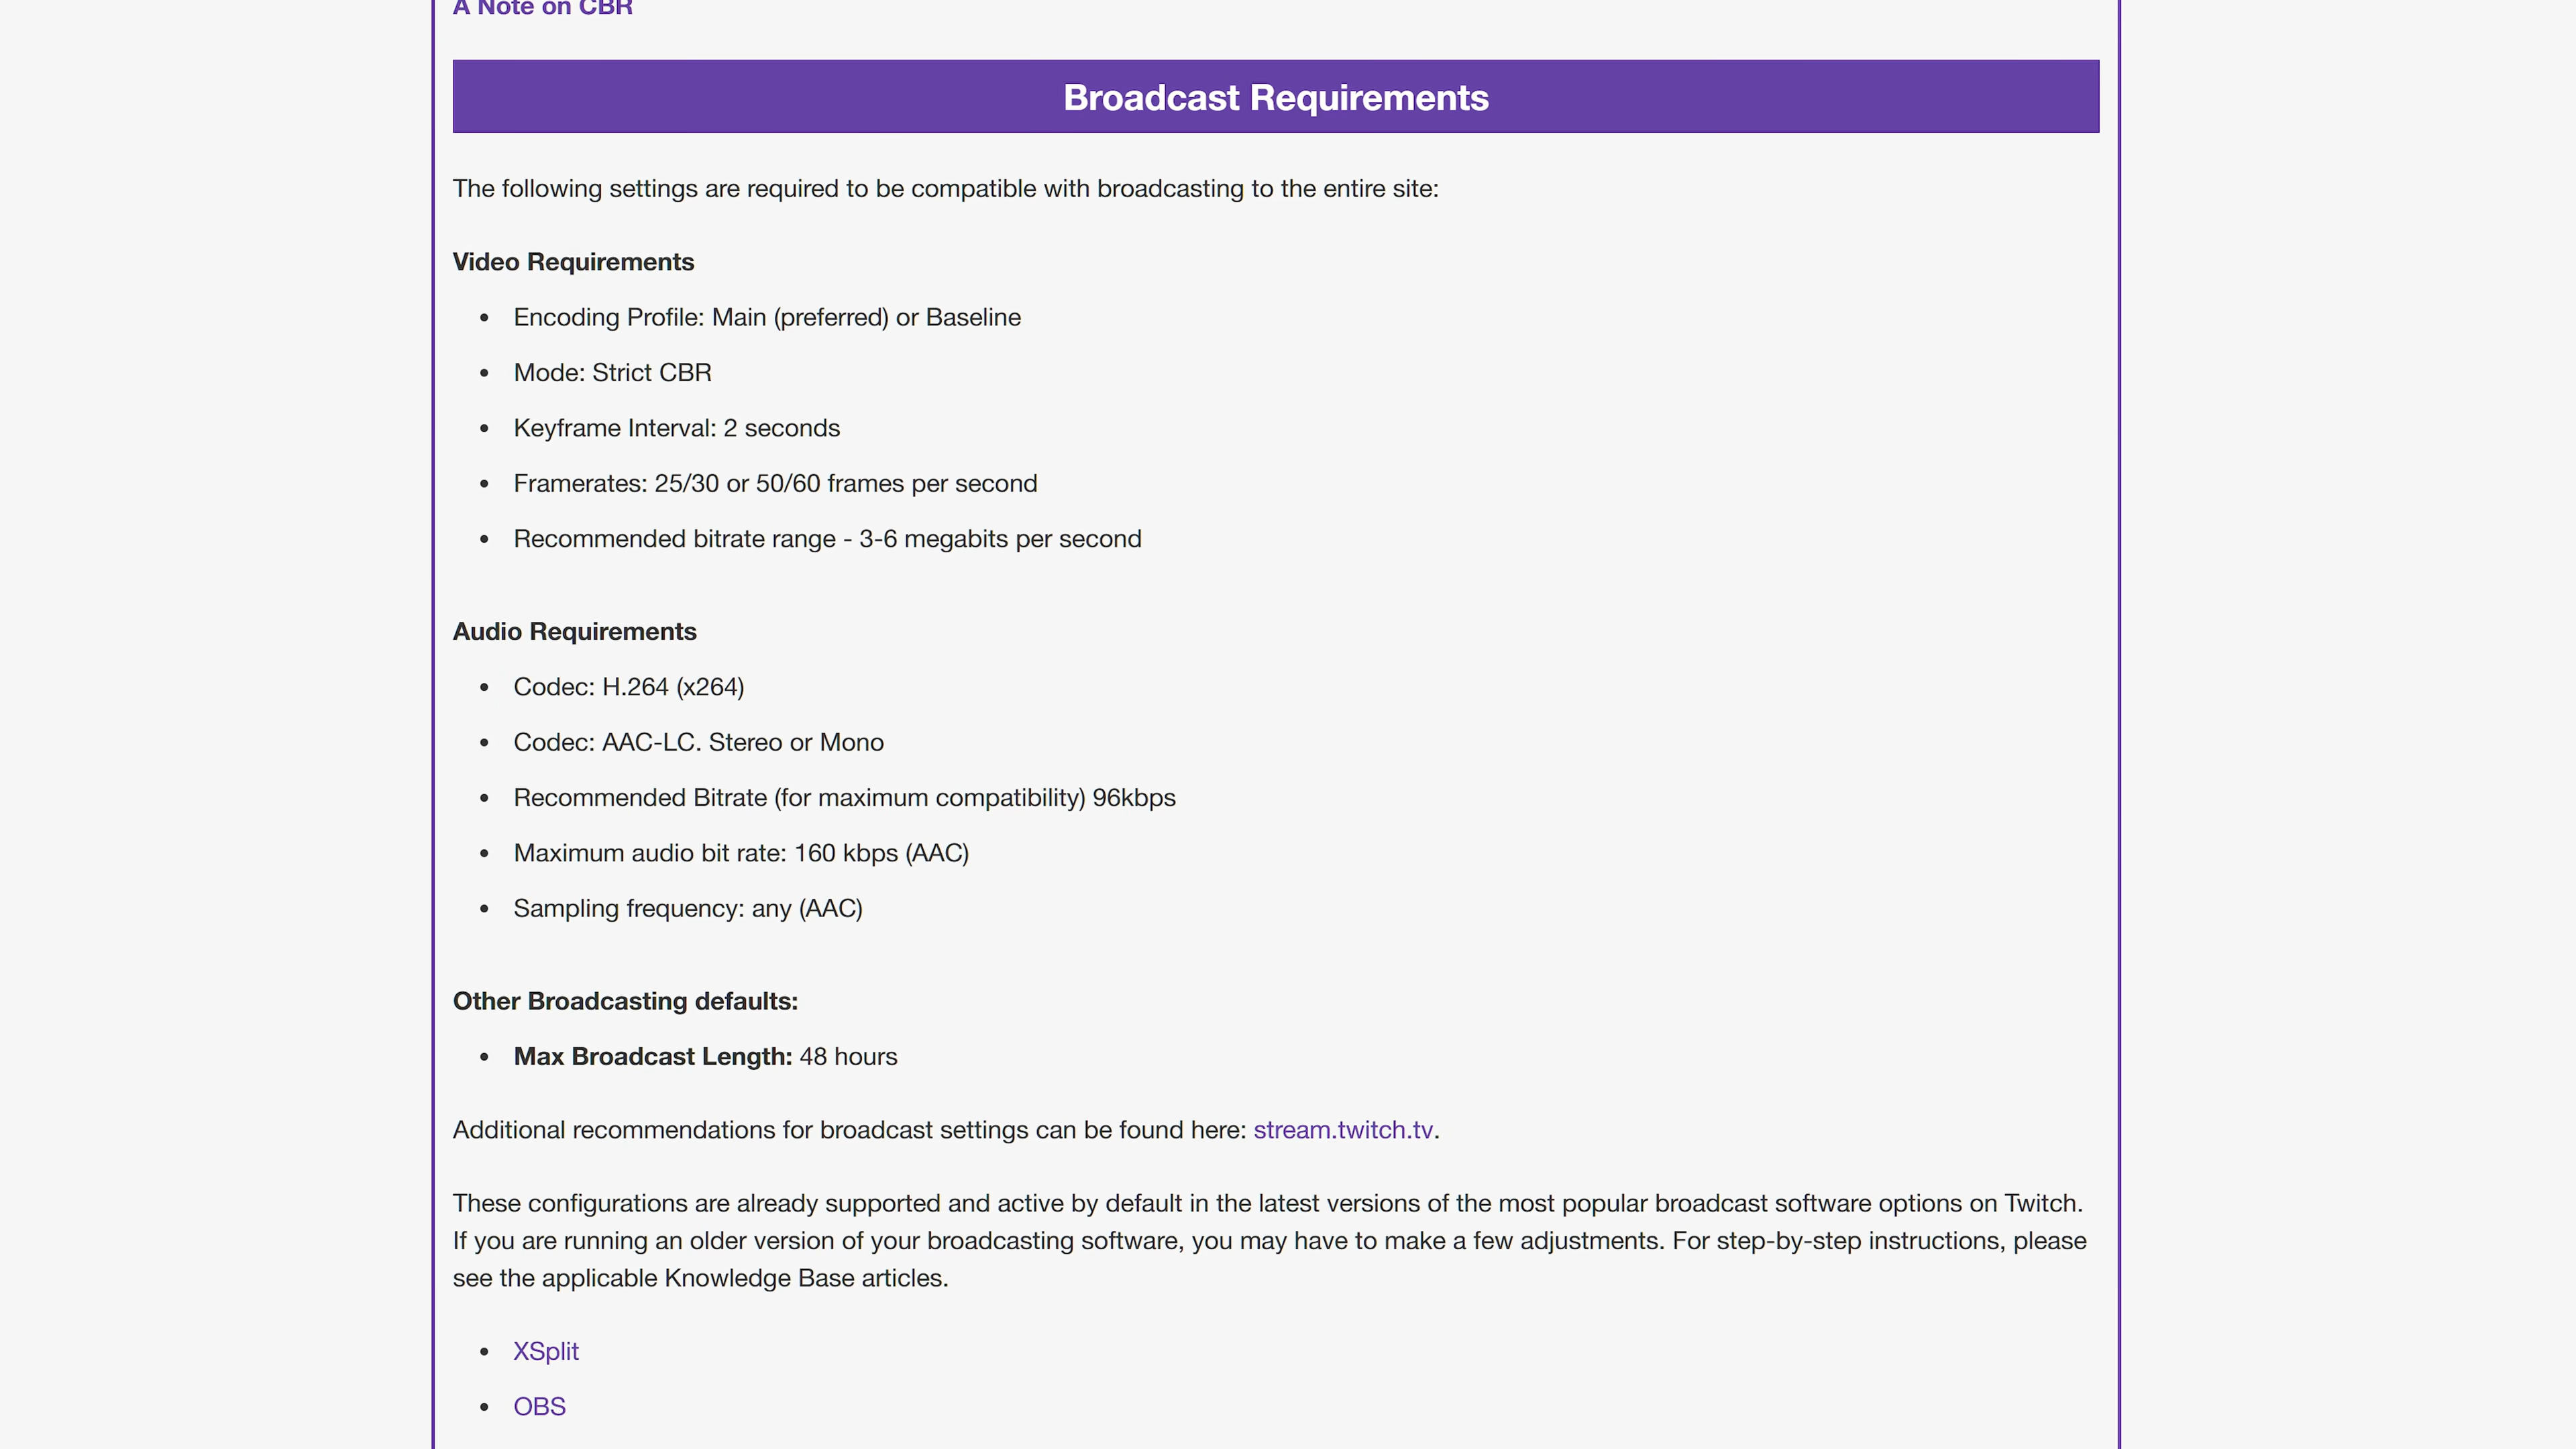 A Note on CBR
Broadcast Requirements
The following settings are required to be compatible with broadcasting to the entire site:
Video Requirements
• Encoding Profile: Main (preferred) or Baseline
• Mode: Strict CBR
• Keyframe Interval: 2 seconds
• Framerates: 25/30 or 50/60 frames per second
• Recommended bitrate range - 3-6 megabits per second
Audio Requirements
• Codec: H.264 (x264)
• Codec: AAC-LC. Stereo or Mono
• Recommended Bitrate (for maximum compatibility) 96kbps
• Maximum audio bit rate: 160 kbps (AAC)
• Sampling frequency: any (AAC)
Other Broadcasting defaults:
• Max Broadcast Length: 48 hours
Additional recommendations for broadcast settings can be found here: stream.twitch.tv.
These configurations are already supported and active by default in the latest versions of the most popular broadcast software options on Twitch.
If you are running an older version of your broadcasting software, you may have to make a few adjustments. For step-by-step instructions, please
see the applicable Knowledge Base articles.
• XSplit
• OBS